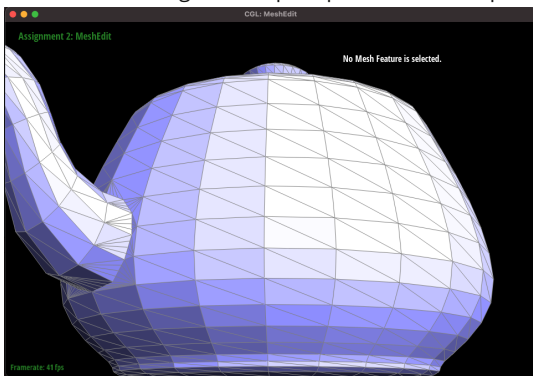 CGL: MeshEdit
Assignment 2: MeshEdit
No Mesh Feature is selected.
Framerate: 41 fps